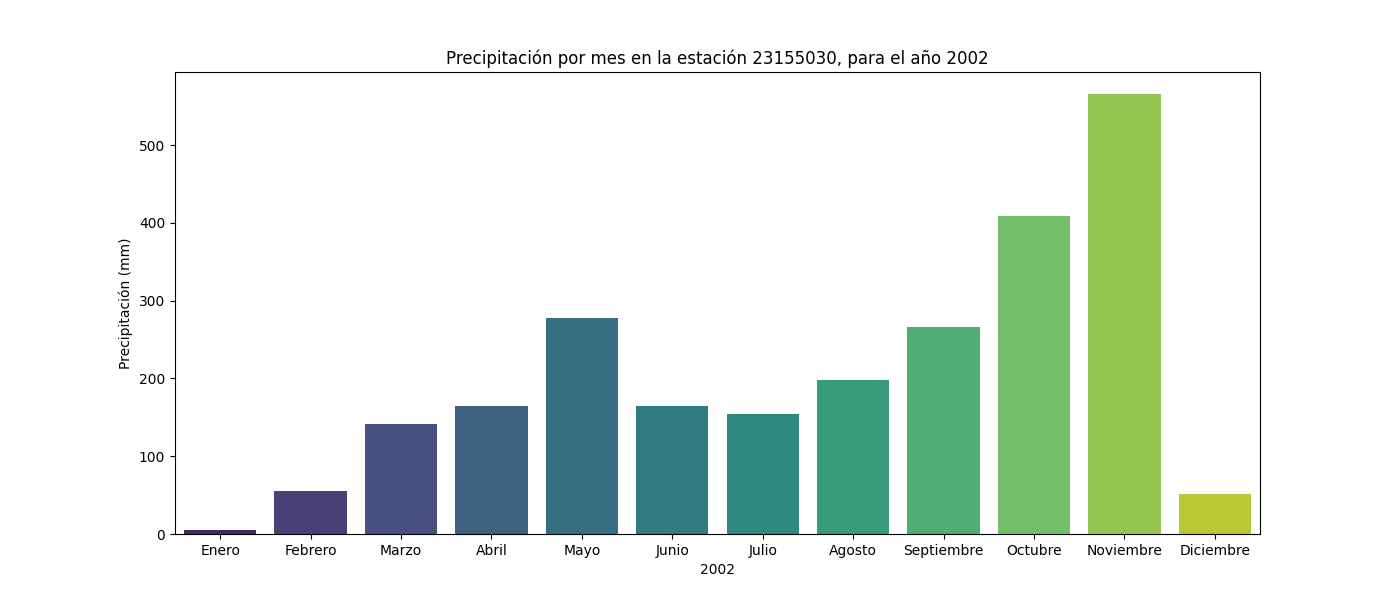 Precipitación por mes en la estación 23155030, para el año 2002
Precipitación (mm)
500
400
300
200
100
0
Enero Febrero Marzo Abril Mayo Junio Julio Agosto Septiembre Octubre Noviembre Diciembre
2002